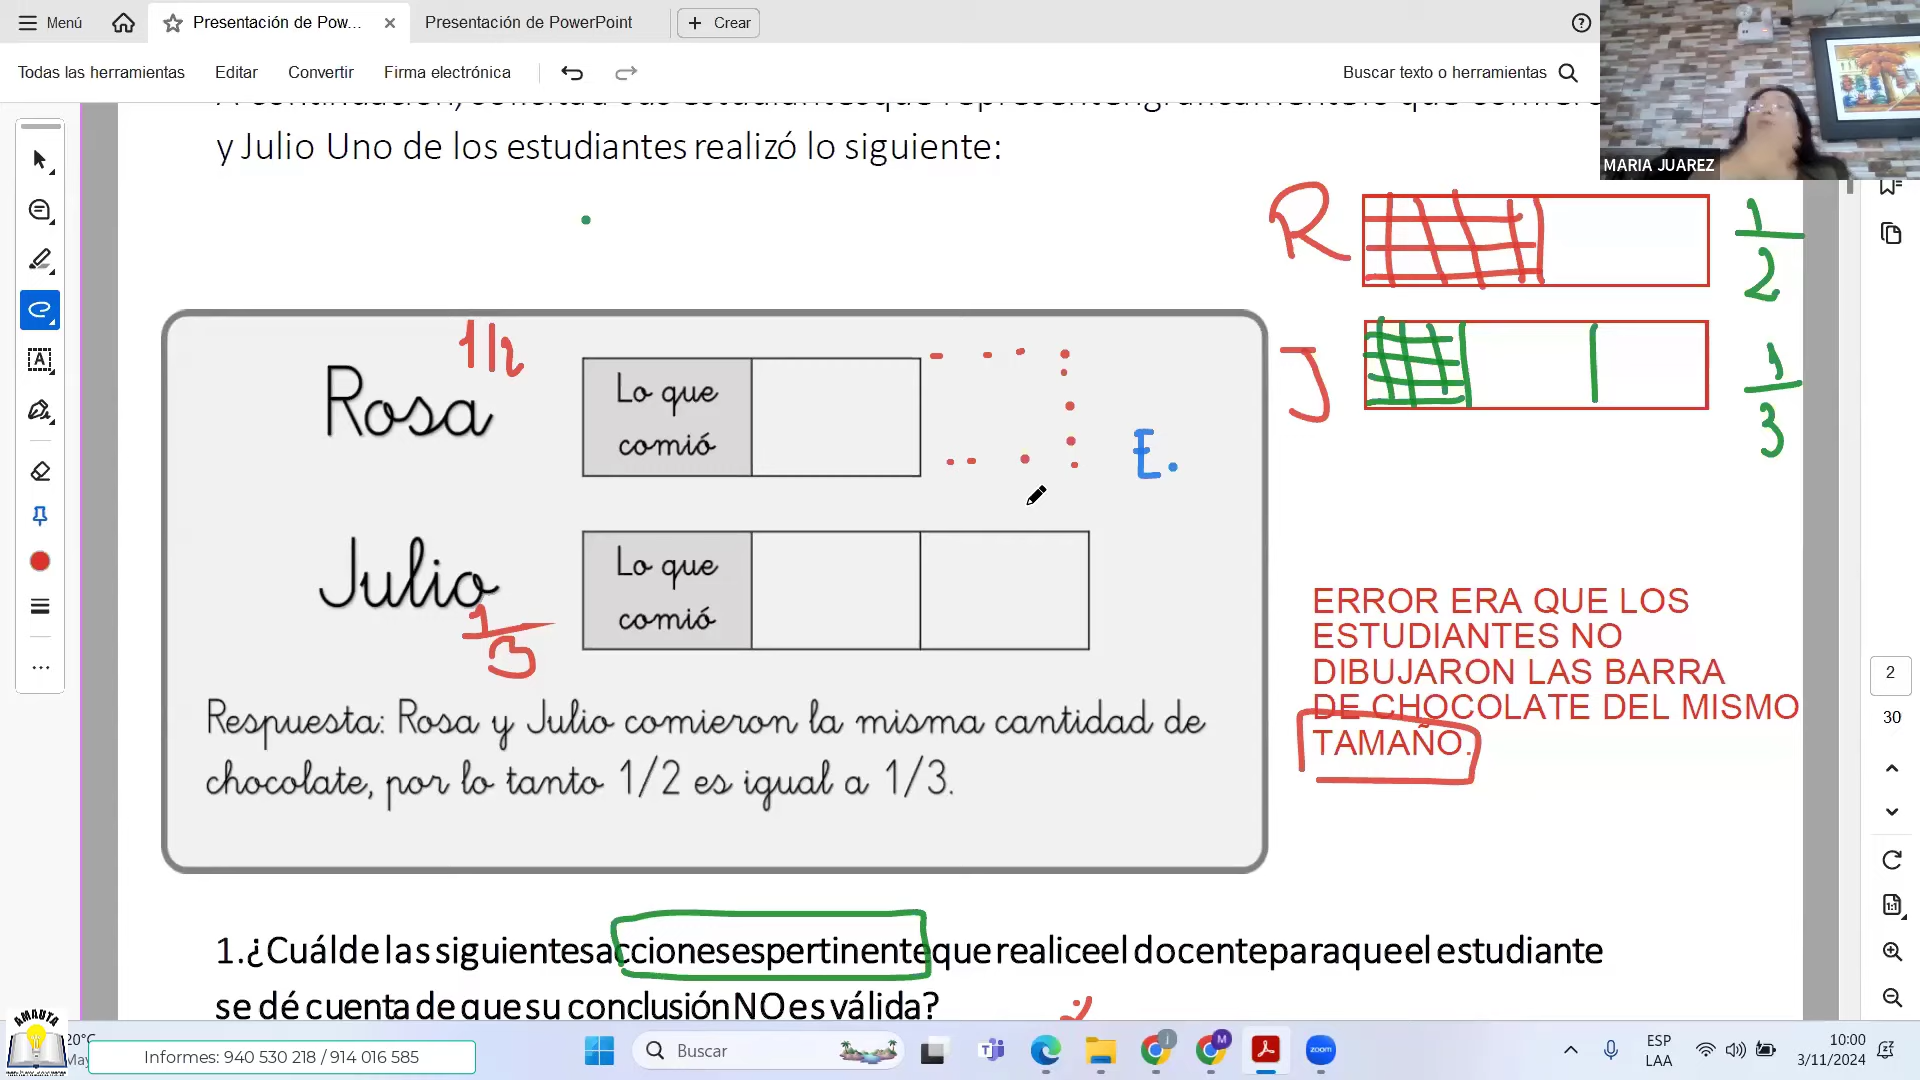 Menú
Presentación de Pow...
Presentación de PowerPoint
Crear
Todas las herramientas
Editar
Convertir
Firma electrónica
Buscar texto o herramientas
MARIA JUAREZ
y Julio Uno de los estudiantes realizó lo siguiente:
R
1
2
J
1
3
1/2
Rosa
Lo que
comió
E.
Julio
1
3
Lo que
comió
ERROR ERA QUE LOS
ESTUDIANTES NO
DIBUJARON LAS BARRA
DE CHOCOLATE DEL MISMO
TAMAÑO.
Respuesta: Rosa y Julio comieron la misma cantidad de
chocolate, por lo tanto 1/2 es igual a 1/3.
2
30
1.¿Cuál de las siguientes acciones es pertinente que realice el docente para que el estudiante
se dé cuenta de que su conclusión NO es válida?
AMAUTA
20°C
Informes: 940 530 218 / 914 016 585
Buscar
zoom
ESP
LAA
10:00
3/11/2024